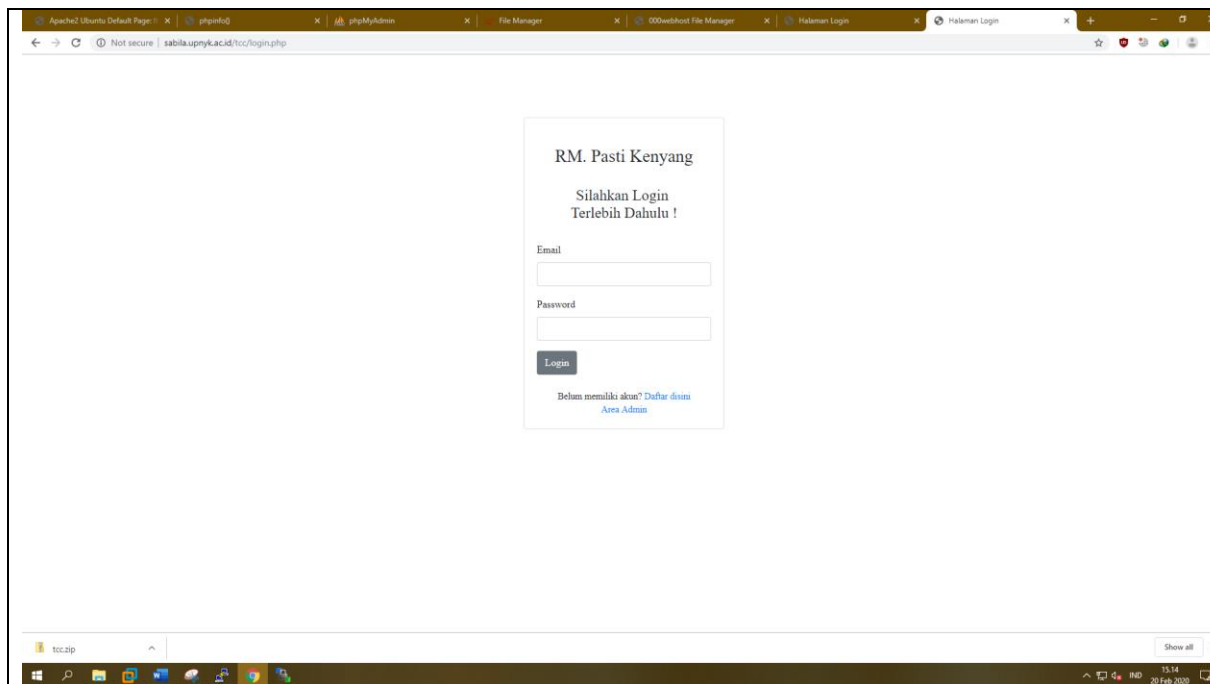 Apache2 Ubuntu Default Page: It
phpinfo()
phpMyAdmin
File Manager
000webhost File Manager
Halaman Login
Halaman Login
Not secure | sabila.upnyk.ac.id/tcc/login.php
RM. Pasti Kenyang
Silahkan Login
Terlebih Dahulu !
Email
Password
Login
Belum memiliki akun? Daftar disini
Area Admin
tcc.zip
Show all
IND
15.14
20 Feb 2020